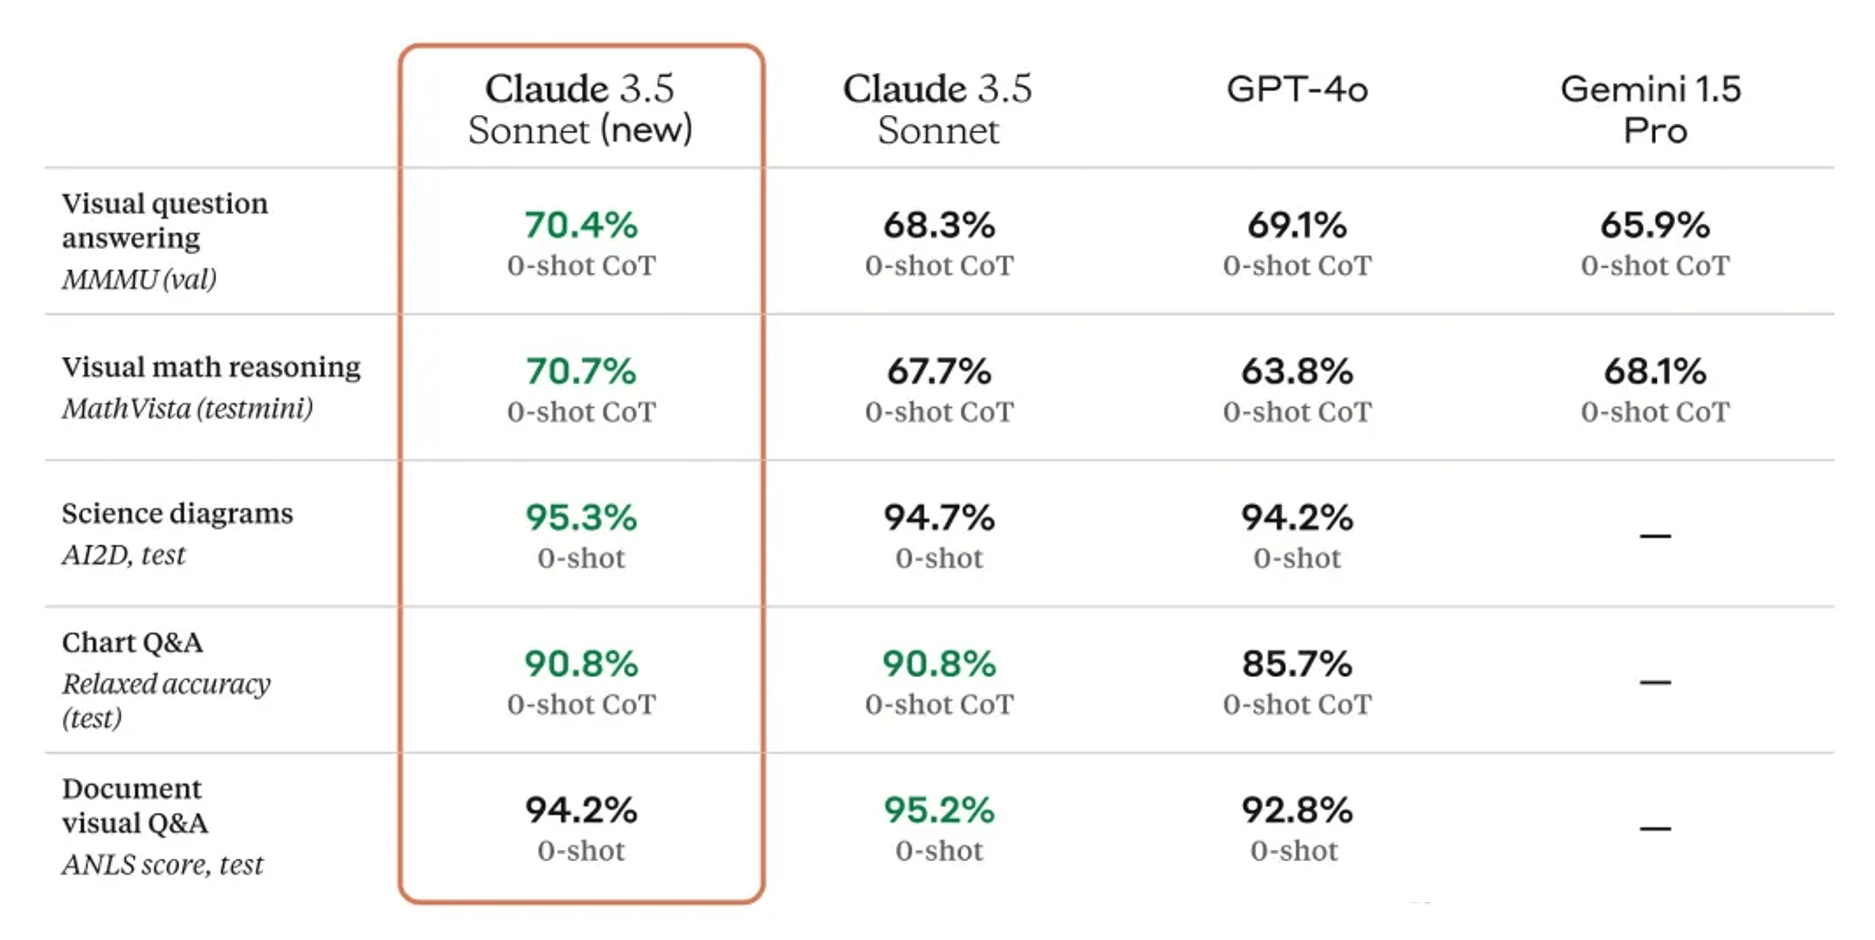 Claude 3.5
Sonnet (new)
Claude 3.5
Sonnet
GPT-4o
Gemini 1.5
Pro
Visual question
answering
MMMU (val)
70.4%
0-shot CoT
68.3%
0-shot CoT
69.1%
0-shot CoT
65.9%
0-shot CoT
Visual math reasoning
MathVista (testmini)
70.7%
0-shot CoT
67.7%
0-shot CoT
63.8%
0-shot CoT
68.1%
0-shot CoT
Science diagrams
AI2D, test
95.3%
0-shot
94.7%
0-shot
94.2%
0-shot
—
Chart Q&A
Relaxed accuracy
(test)
90.8%
0-shot CoT
90.8%
0-shot CoT
85.7%
0-shot CoT
—
Document
visual Q&A
ANLS score, test
94.2%
0-shot
95.2%
0-shot
92.8%
0-shot
—